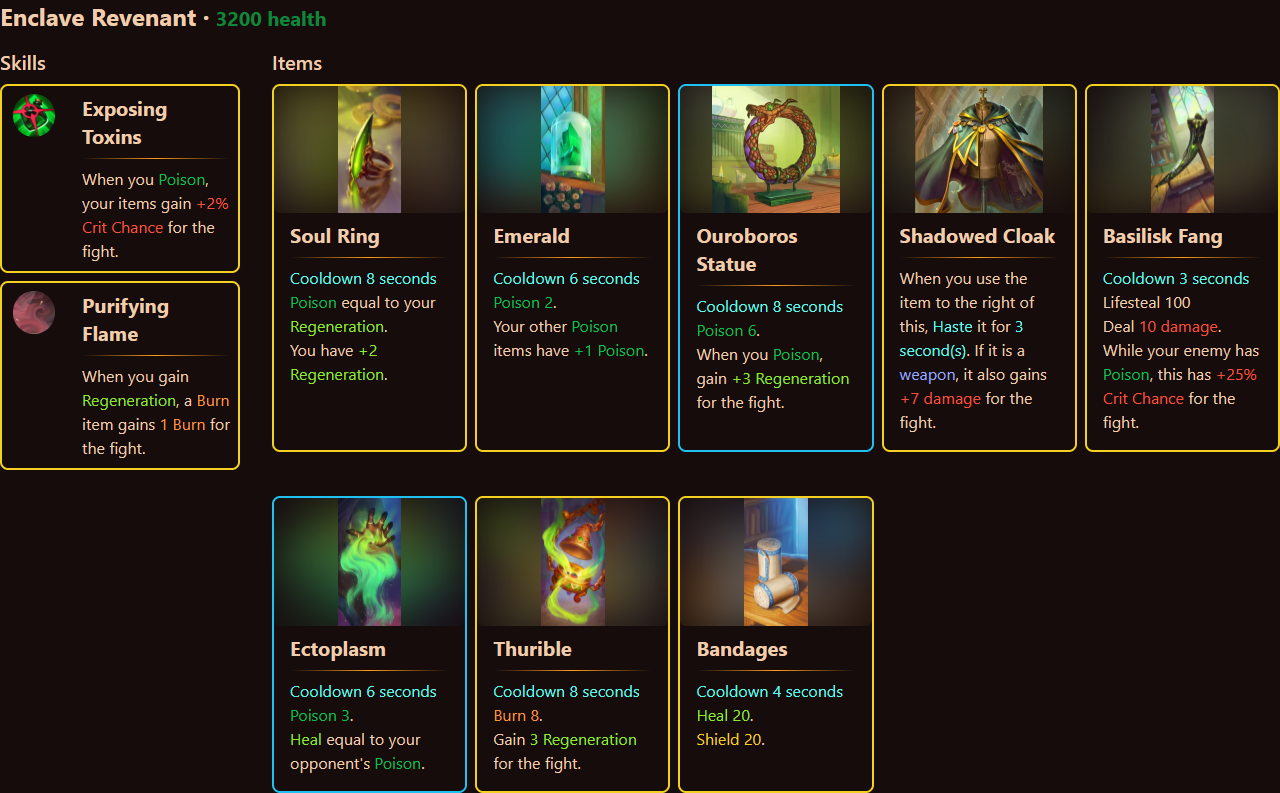 Enclave Revenant · 3200 health
Skills
Exposing
Toxins
When you Poison,
your items gain +2%
Crit Chance for the
fight.
Purifying
Flame
When you gain
Regeneration, a Burn
item gains 1 Burn for
the fight.
Items
Soul Ring
Cooldown 8 seconds
Poison equal to your
Regeneration.
You have +2
Regeneration.
Emerald
Cooldown 6 seconds
Poison 2.
Your other Poison
items have +1 Poison.
Ouroboros
Statue
Cooldown 8 seconds
Poison 6.
When you Poison,
gain +3 Regeneration
for the fight.
Shadowed Cloak
When you use the
item to the right of
this, Haste it for 3
second(s). If it is a
weapon, it also gains
+7 damage for the
fight.
Basilisk Fang
Cooldown 3 seconds
Lifesteal 100
Deal 10 damage.
While your enemy has
Poison, this has +25%
Crit Chance for the
fight.
Ectoplasm
Cooldown 6 seconds
Poison 3.
Heal equal to your
opponent's Poison.
Thurible
Cooldown 8 seconds
Burn 8.
Gain 3 Regeneration
for the fight.
Bandages
Cooldown 4 seconds
Heal 20.
Shield 20.